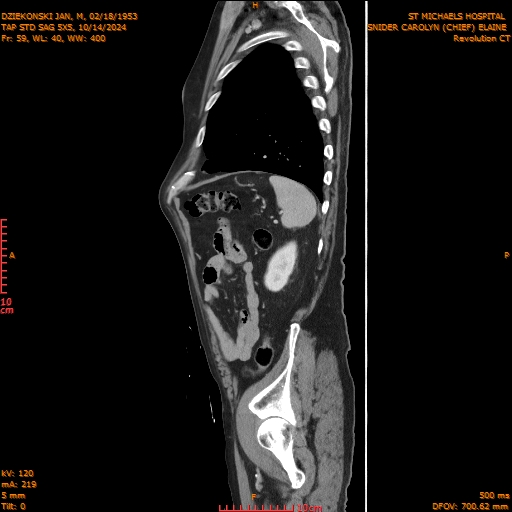 DZIEKONSKI JAN, M, 02/18/1953
TAP STD SAG 5X5, 10/14/2024
Fr: 59, WL: 40, WW: 400
H
ST MICHAELS HOSPITAL
SNIDER CAROLYN (CHIEF) ELAINE
Revolution CT
A
P
10
cm
kV: 120
mA: 219
5 mm
Tilt: 0
F
10cm
500 ms
DFOV: 700.62 mm